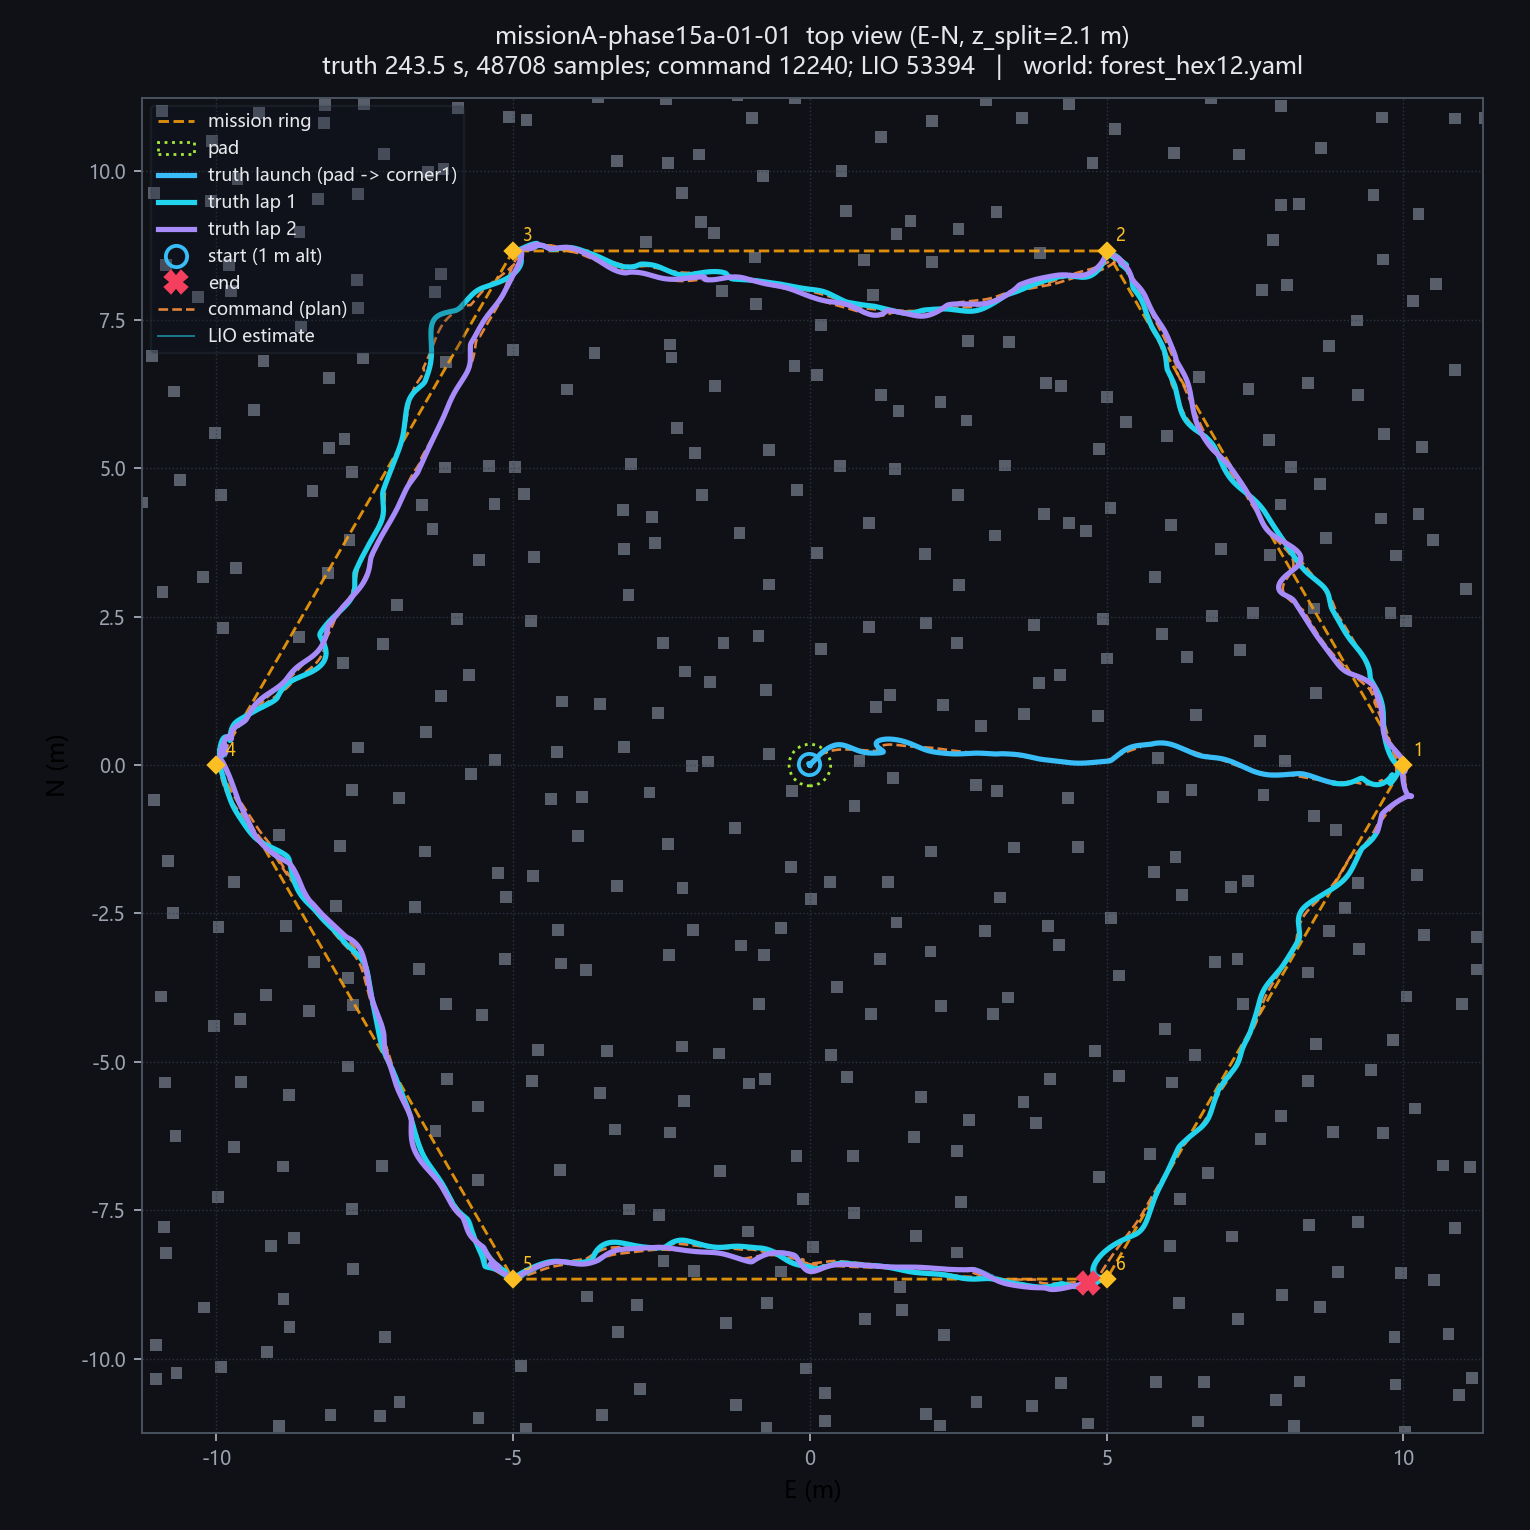 missionA-phase15a-01-01  top view (E-N, z_split=2.1 m)
truth 243.5 s, 48708 samples; command 12240; LIO 53394   |   world: forest_hex12.yaml
mission ring
pad
truth launch (pad -> corner1)
truth lap 1
truth lap 2
start (1 m alt)
end
command (plan)
LIO estimate
3
2
4
1
5
6
10.0
7.5
5.0
2.5
0.0
-2.5
-5.0
-7.5
-10.0
N (m)
-10
-5
0
5
10
E (m)